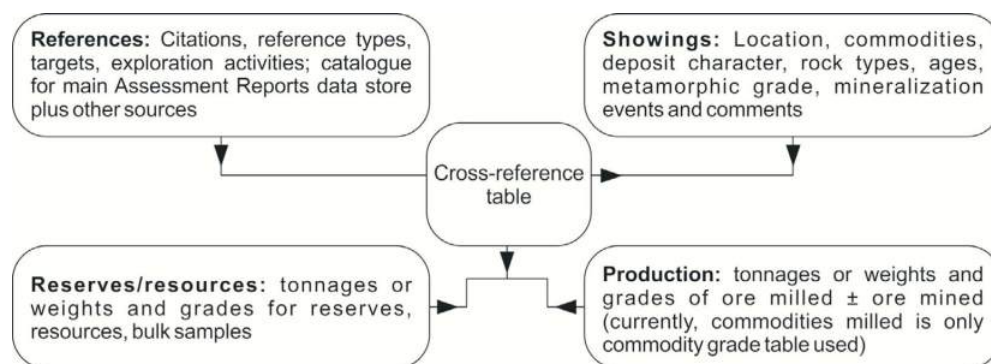 References: Citations, reference types,
targets, exploration activities; catalogue
for main Assessment Reports data store
plus other sources
Showings: Location, commodities,
deposit character, rock types, ages,
metamorphic grade, mineralization
events and comments
Cross-reference
table
Reserves/resources: tonnages or
weights and grades for reserves,
resources, bulk samples
Production: tonnages or weights and
grades of ore milled ± ore mined
(currently, commodities milled is only
commodity grade table used)